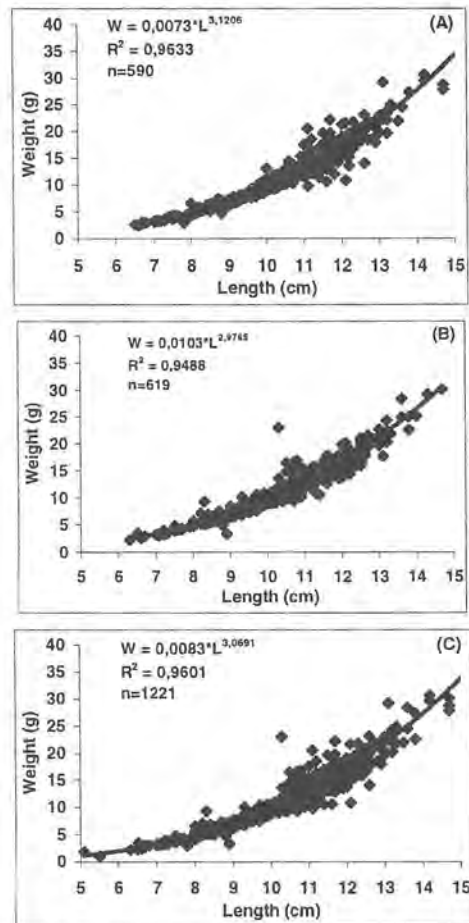 (A)
W = 0,0073*L^3,1206
R² = 0,9633
n=590
Weight (g)
40
35
30
25
20
15
10
5
0
5 6 7 8 9 10 11 12 13 14 15
Length (cm)
(B)
W = 0,0103*L^2,9765
R² = 0,9488
n=619
Weight (g)
40
35
30
25
20
15
10
5
0
5 6 7 8 9 10 11 12 13 14 15
Length (cm)
(C)
W = 0,0083*L^3,0691
R² = 0,9601
n=1221
Weight (g)
40
35
30
25
20
15
10
5
0
5 6 7 8 9 10 11 12 13 14 15
Length (cm)